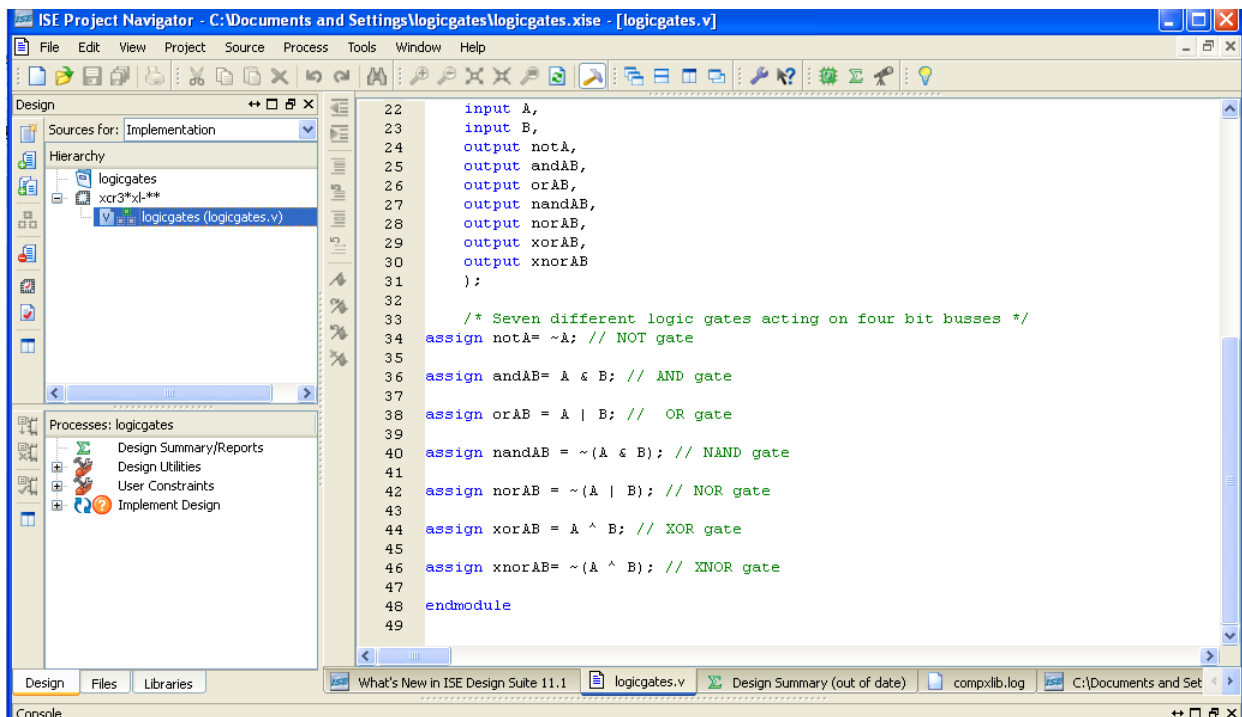 ISE Project Navigator - C:\Documents and Settings\logicgates\logicgates.xise - [logicgates.v]
File Edit View Project Source Process Tools Window Help
Design
Sources for: Implementation
Hierarchy
logicgates
xcr3*xl-**
logicgates (logicgates.v)
Processes: logicgates
Design Summary/Reports
Design Utilities
User Constraints
Implement Design
Design Files Libraries
22 input A,
23 input B,
24 output notA,
25 output andAB,
26 output orAB,
27 output nandAB,
28 output norAB,
29 output xorAB,
30 output xnorAB
31 );
32
33 /* Seven different logic gates acting on four bit busses */
34 assign notA= ~A; // NOT gate
35
36 assign andAB= A & B; // AND gate
37
38 assign orAB = A | B; //  OR gate
39
40 assign nandAB = ~(A & B); // NAND gate
41
42 assign norAB = ~(A | B); // NOR gate
43
44 assign xorAB = A ^ B; // XOR gate
45
46 assign xnorAB= ~(A ^ B); // XNOR gate
47
48 endmodule
49
What's New in ISE Design Suite 11.1 logicgates.v Design Summary (out of date) compxlib.log C:\Documents and Set
Console